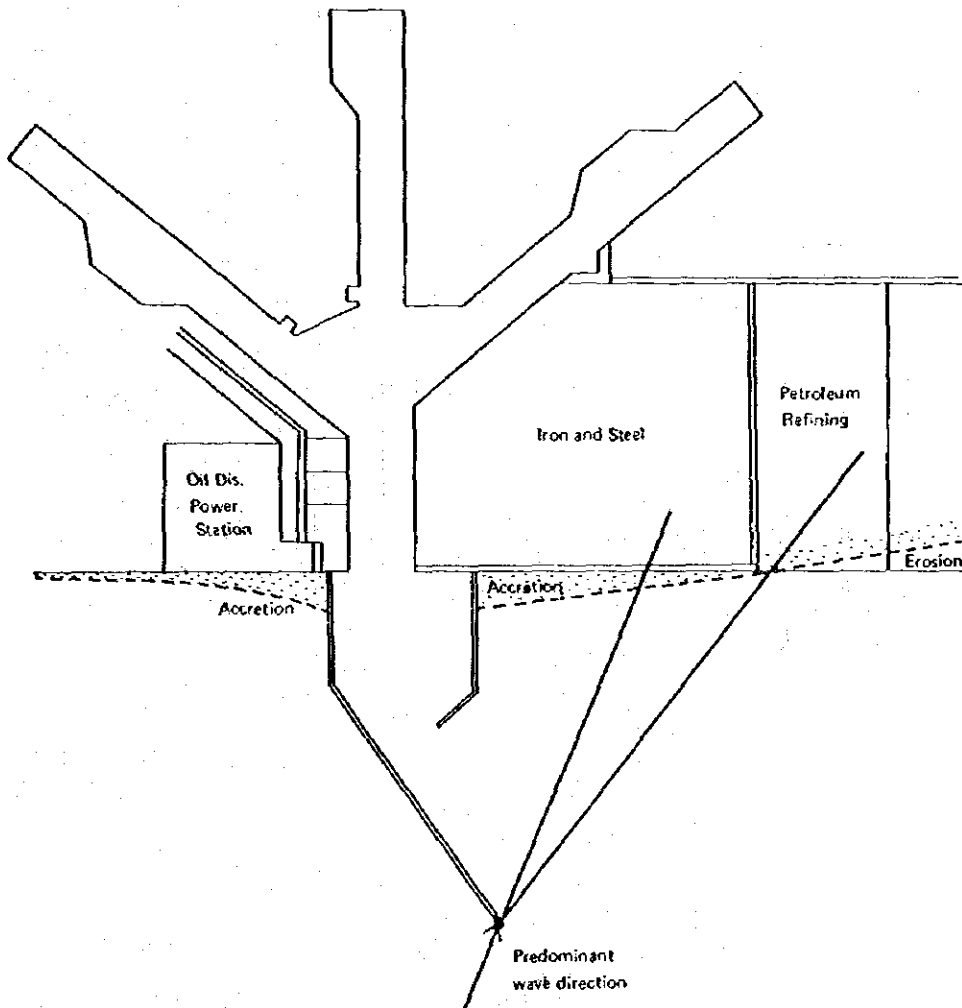 Petroleum
Refining
Iron and Steel
Oil Dis.
Power.
Station
Erosion
Accretion
Accretion
Predominant
wave direction